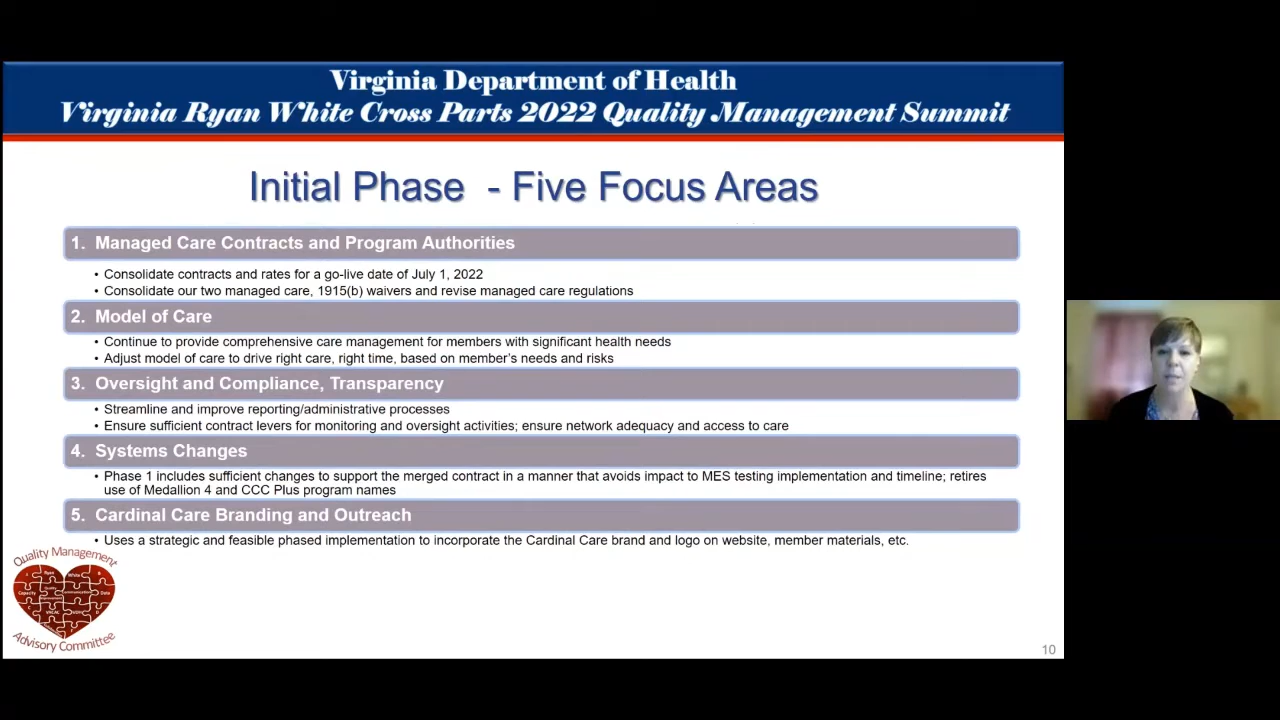 Virginia Department of Health
Virginia Ryan White Cross Parts 2022 Quality Management Summit
Initial Phase - Five Focus Areas
1. Managed Care Contracts and Program Authorities
• Consolidate contracts and rates for a go-live date of July 1, 2022
• Consolidate our two managed care, 1915(b) waivers and revise managed care regulations
2. Model of Care
• Continue to provide comprehensive care management for members with significant health needs
• Adjust model of care to drive right care, right time, based on member's needs and risks
3. Oversight and Compliance, Transparency
• Streamline and improve reporting/administrative processes
• Ensure sufficient contract levers for monitoring and oversight activities; ensure network adequacy and access to care
4. Systems Changes
• Phase 1 includes sufficient changes to support the merged contract in a manner that avoids impact to MES testing implementation and timeline; retires
use of Medallion 4 and CCC Plus program names
5. Cardinal Care Branding and Outreach
• Uses a strategic and feasible phased implementation to incorporate the Cardinal Care brand and logo on website, member materials, etc.
Quality Management
Ryan White
Capacity
Data
Advisory Committee
10